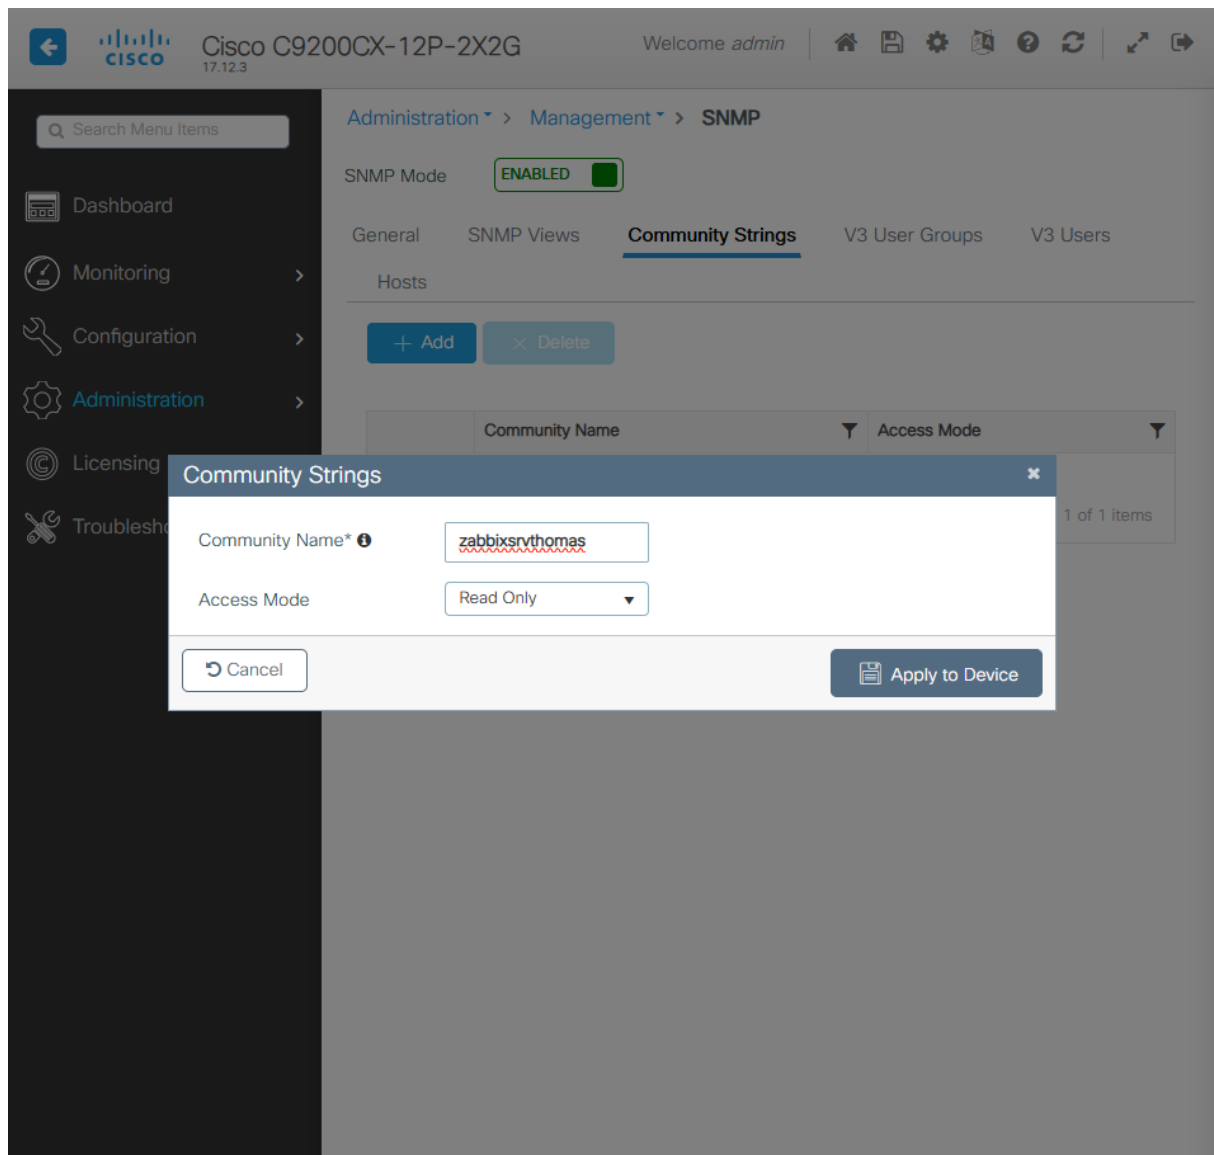 CISCO
Cisco C9200CX-12P-2X2G
17.12.3
Welcome admin
Search Menu Items
Dashboard
Monitoring
Configuration
Administration
Licensing
Troublesho
Administration > Management > SNMP
SNMP Mode ENABLED
General SNMP Views Community Strings V3 User Groups V3 Users
Hosts
+ Add × Delete
Community Name Access Mode
1 of 1 items
Community Strings
Community Name* zabbixsrvthomas
Access Mode Read Only
Cancel Apply to Device